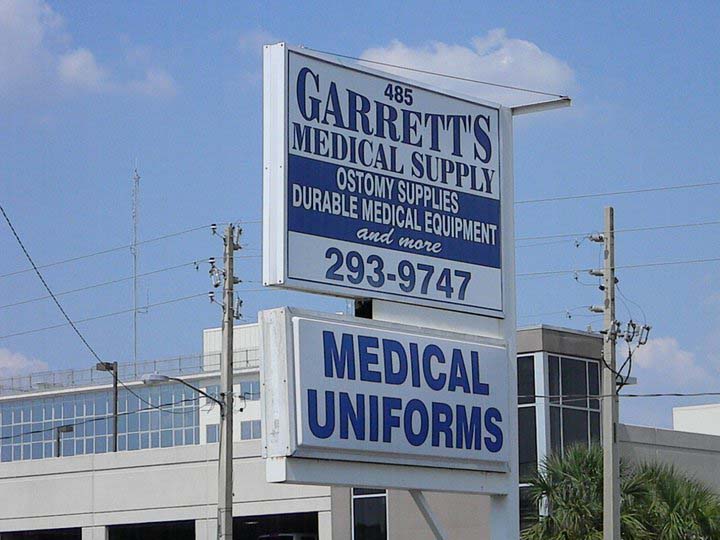 485
GARRETT'S
MEDICAL SUPPLY
OSTOMY SUPPLIES
DURABLE MEDICAL EQUIPMENT
and more
293-9747
MEDICAL
UNIFORMS